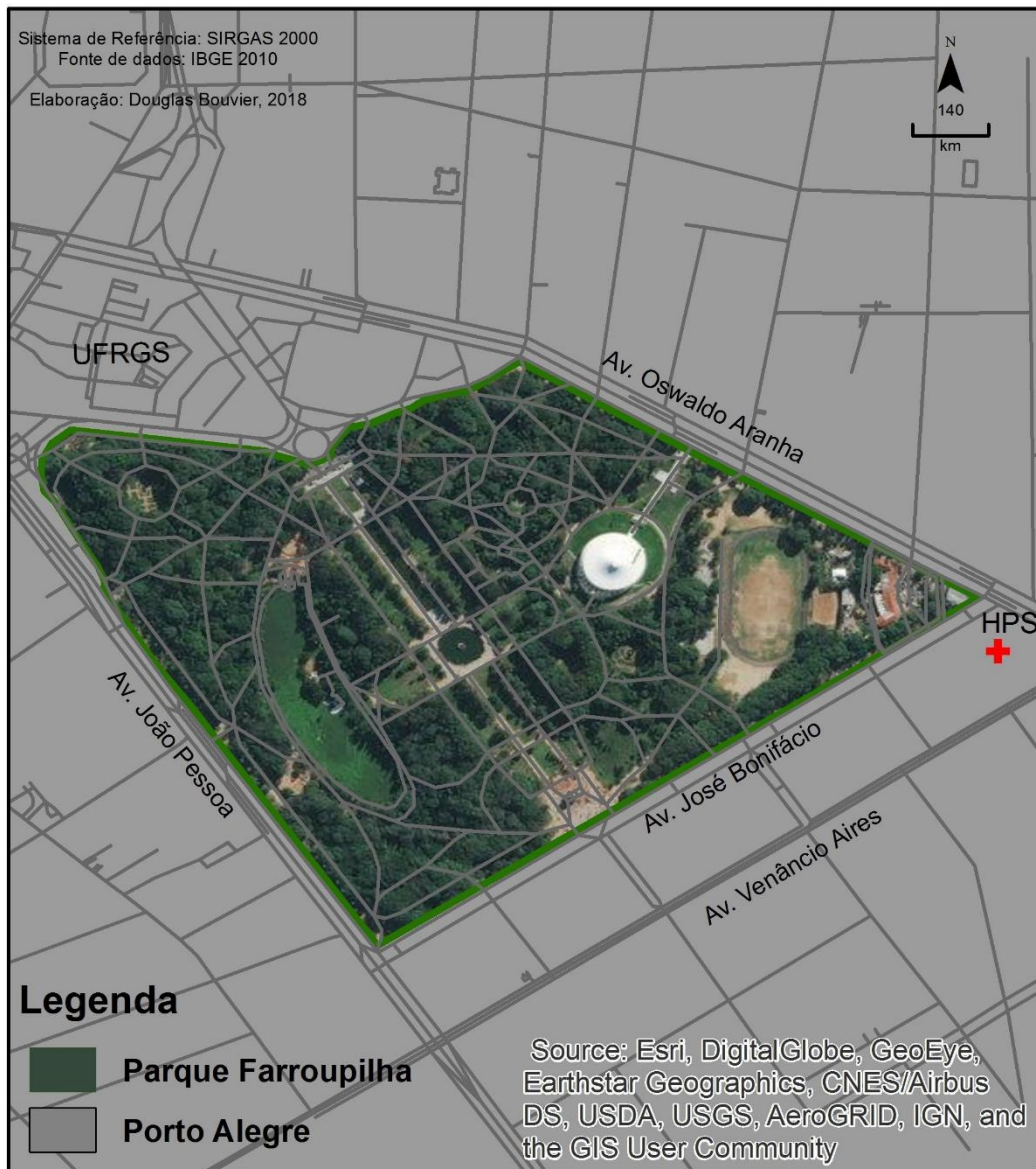 Sistema de Referência: SIRGAS 2000
Fonte de dados: IBGE 2010
Elaboração: Douglas Bouvier, 2018
N
140
km
UFRGS
Av. Oswaldo Aranha
HPS
Av. João Pessoa
Av. José Bonifácio
Av. Venâncio Aires
Legenda
Parque Farroupilha
Porto Alegre
Source: Esri, DigitalGlobe, GeoEye,
Earthstar Geographics, CNES/Airbus
DS, USDA, USGS, AeroGRID, IGN, and
the GIS User Community